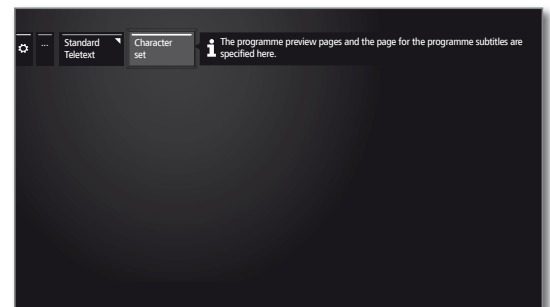 ...
Standard
Teletext
Character
set
The programme preview pages and the page for the programme subtitles are
specified here.